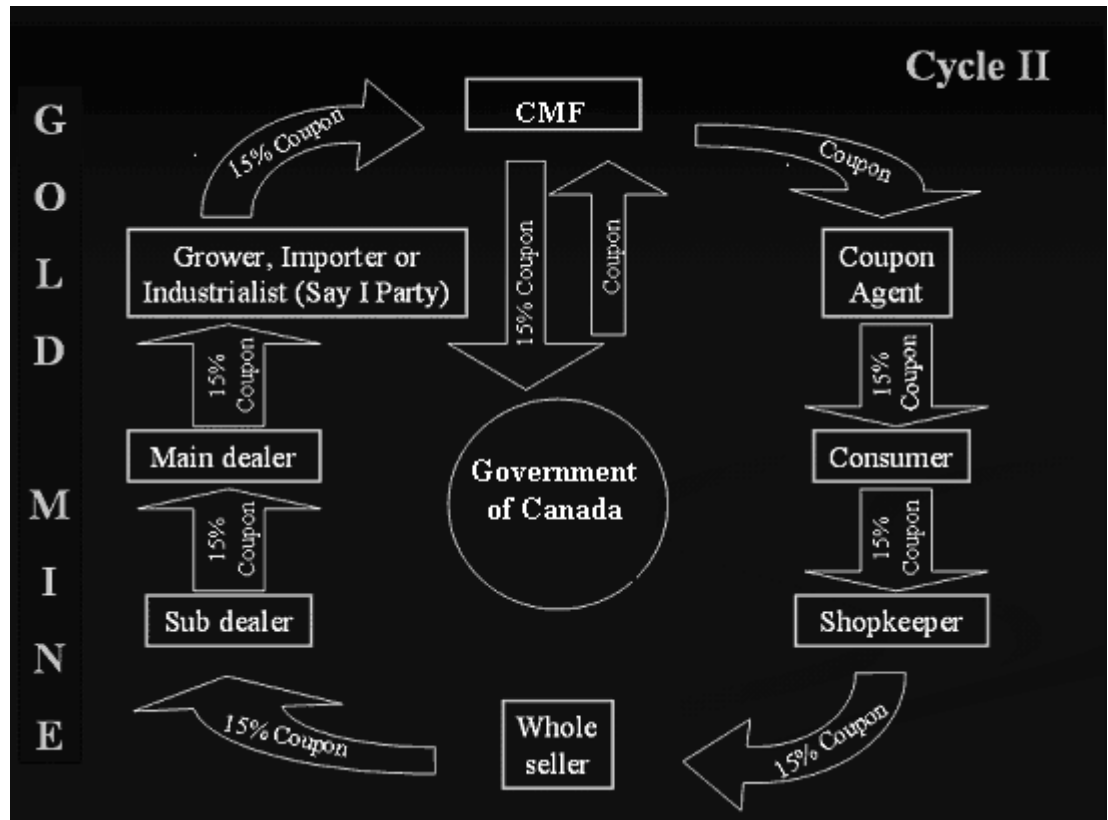 Cycle II
GOLD MINE
CMF
15% Coupon
Coupon
15% Coupon
Coupon
Grower, Importer or
Industrialist (Say I Party)
Coupon
Agent
15%
Coupon
15%
Coupon
Main dealer
Government
of Canada
Consumer
15%
Coupon
15%
Coupon
Sub dealer
Shopkeeper
15% Coupon
Whole
seller
15% Coupon